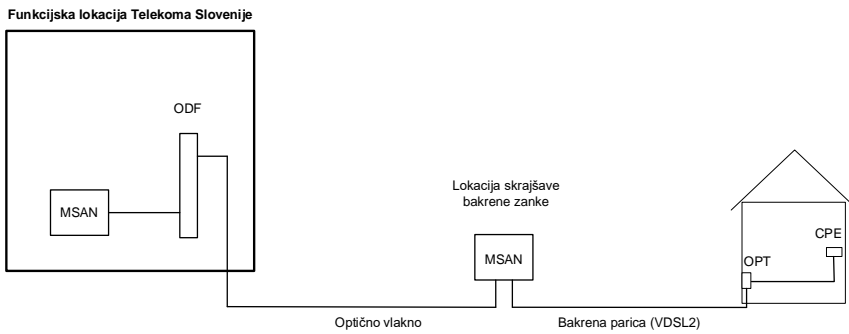 Funkcijska lokacija Telekoma Slovenije
ODF
MSAN
Lokacija skrajšave
bakrene zanke
MSAN
CPE
OPT
Optično vlakno
Bakrena parica (VDSL2)